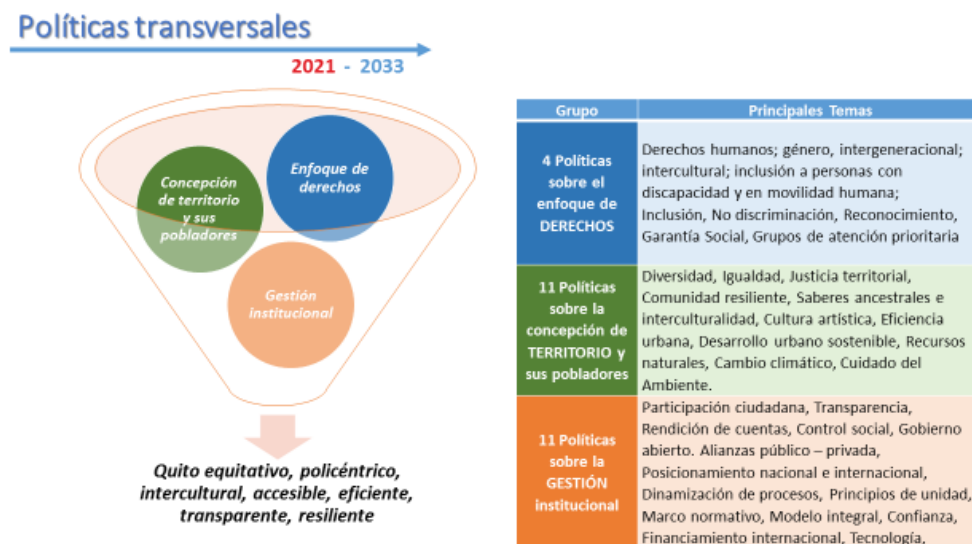 Políticas transversales
2021 - 2033
Concepción
de territorio
y sus
pobladores
Enfoque de
derechos
Gestión
institucional
Quito equitativo, policéntrico,
intercultural, accesible, eficiente,
transparente, resiliente
Grupo
Principales Temas
4 Políticas
sobre el
enfoque de
DERECHOS
Derechos humanos; género, intergeneracional;
intercultural; inclusión a personas con
discapacidad y en movilidad humana;
Inclusión, No discriminación, Reconocimiento,
Garantía Social, Grupos de atención prioritaria
11 Políticas
sobre la
concepción de
TERRITORIO y
sus pobladores
Diversidad, Igualdad, Justicia territorial,
Comunidad resiliente, Saberes ancestrales e
interculturalidad, Cultura artística, Eficiencia
urbana, Desarrollo urbano sostenible, Recursos
naturales, Cambio climático, Cuidado del
Ambiente.
11 Políticas
sobre la
GESTIÓN
institucional
Participación ciudadana, Transparencia,
Rendición de cuentas, Control social, Gobierno
abierto. Alianzas público – privada,
Posicionamiento nacional e internacional,
Dinamización de procesos, Principios de unidad,
Marco normativo, Modelo integral, Confianza,
Financiamiento internacional, Tecnología,